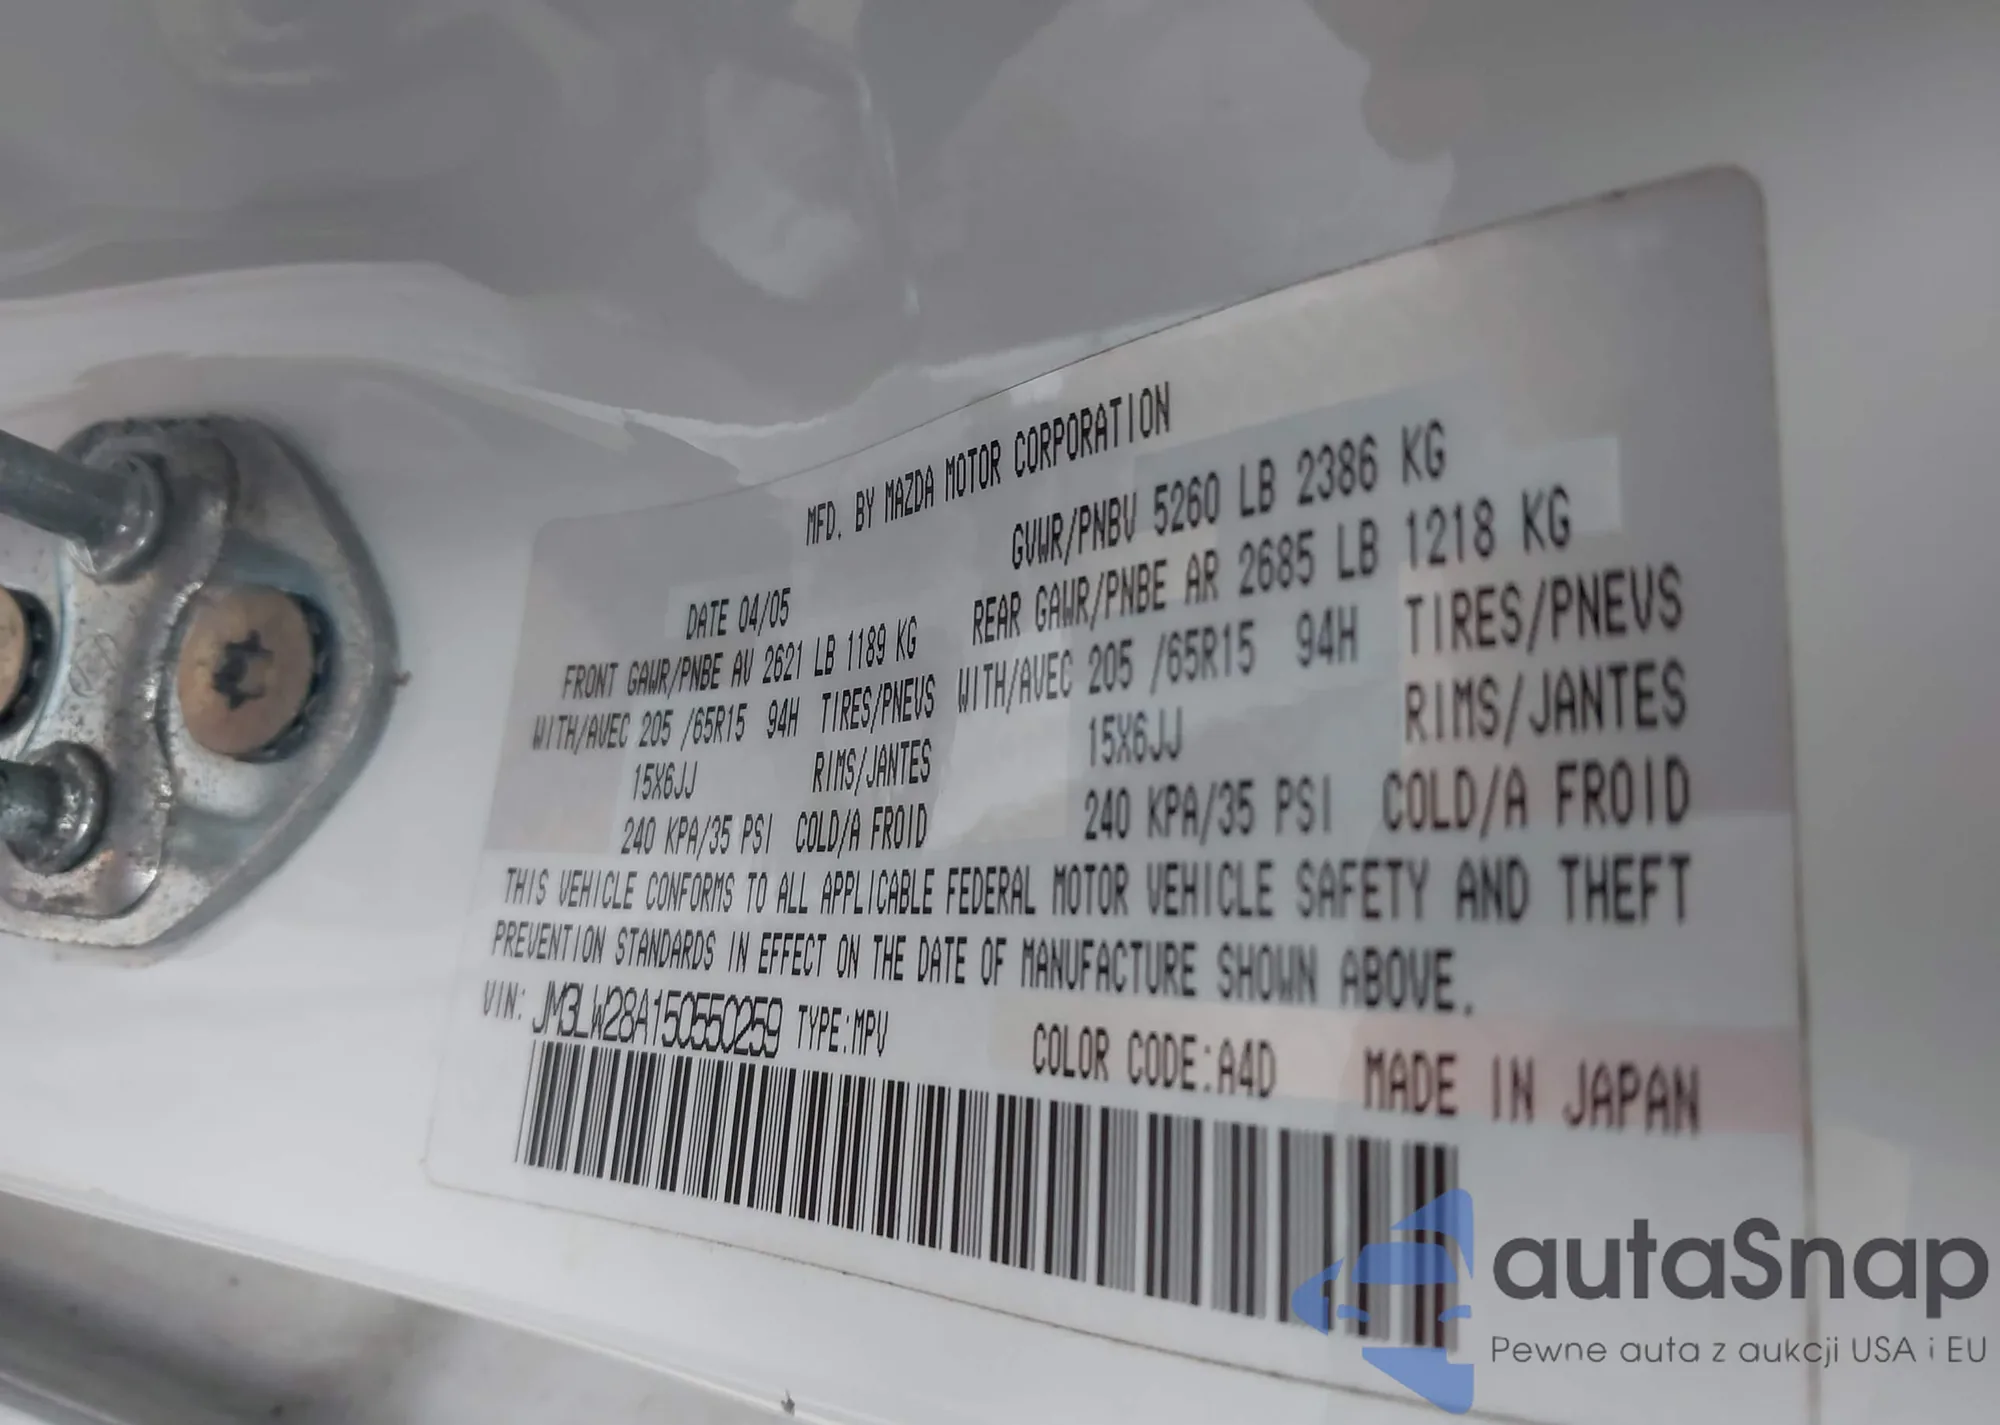 MFD. BY MAZDA MOTOR CORPORATION
DATE 04/05 GVWR/PNBV 5260 LB 2386 KG
FRONT GAWR/PNBE AV 2621 LB 1189 KG REAR GAWR/PNBE AR 2685 LB 1218 KG
WITH/AVEC 205 /65R15 94H TIRES/PNEUS WITH/AVEC 205 /65R15 94H TIRES/PNEUS
15X6JJ RIMS/JANTES 15X6JJ RIMS/JANTES
240 KPA/35 PSI COLD/A FROID 240 KPA/35 PSI COLD/A FROID
THIS VEHICLE CONFORMS TO ALL APPLICABLE FEDERAL MOTOR VEHICLE SAFETY AND THEFT
PREVENTION STANDARDS IN EFFECT ON THE DATE OF MANUFACTURE SHOWN ABOVE.
VIN: JM3LW28A150550259 TYPE:MPV COLOR CODE:A4D MADE IN JAPAN
autaSnap
Pewne auta z aukcji USA i EU